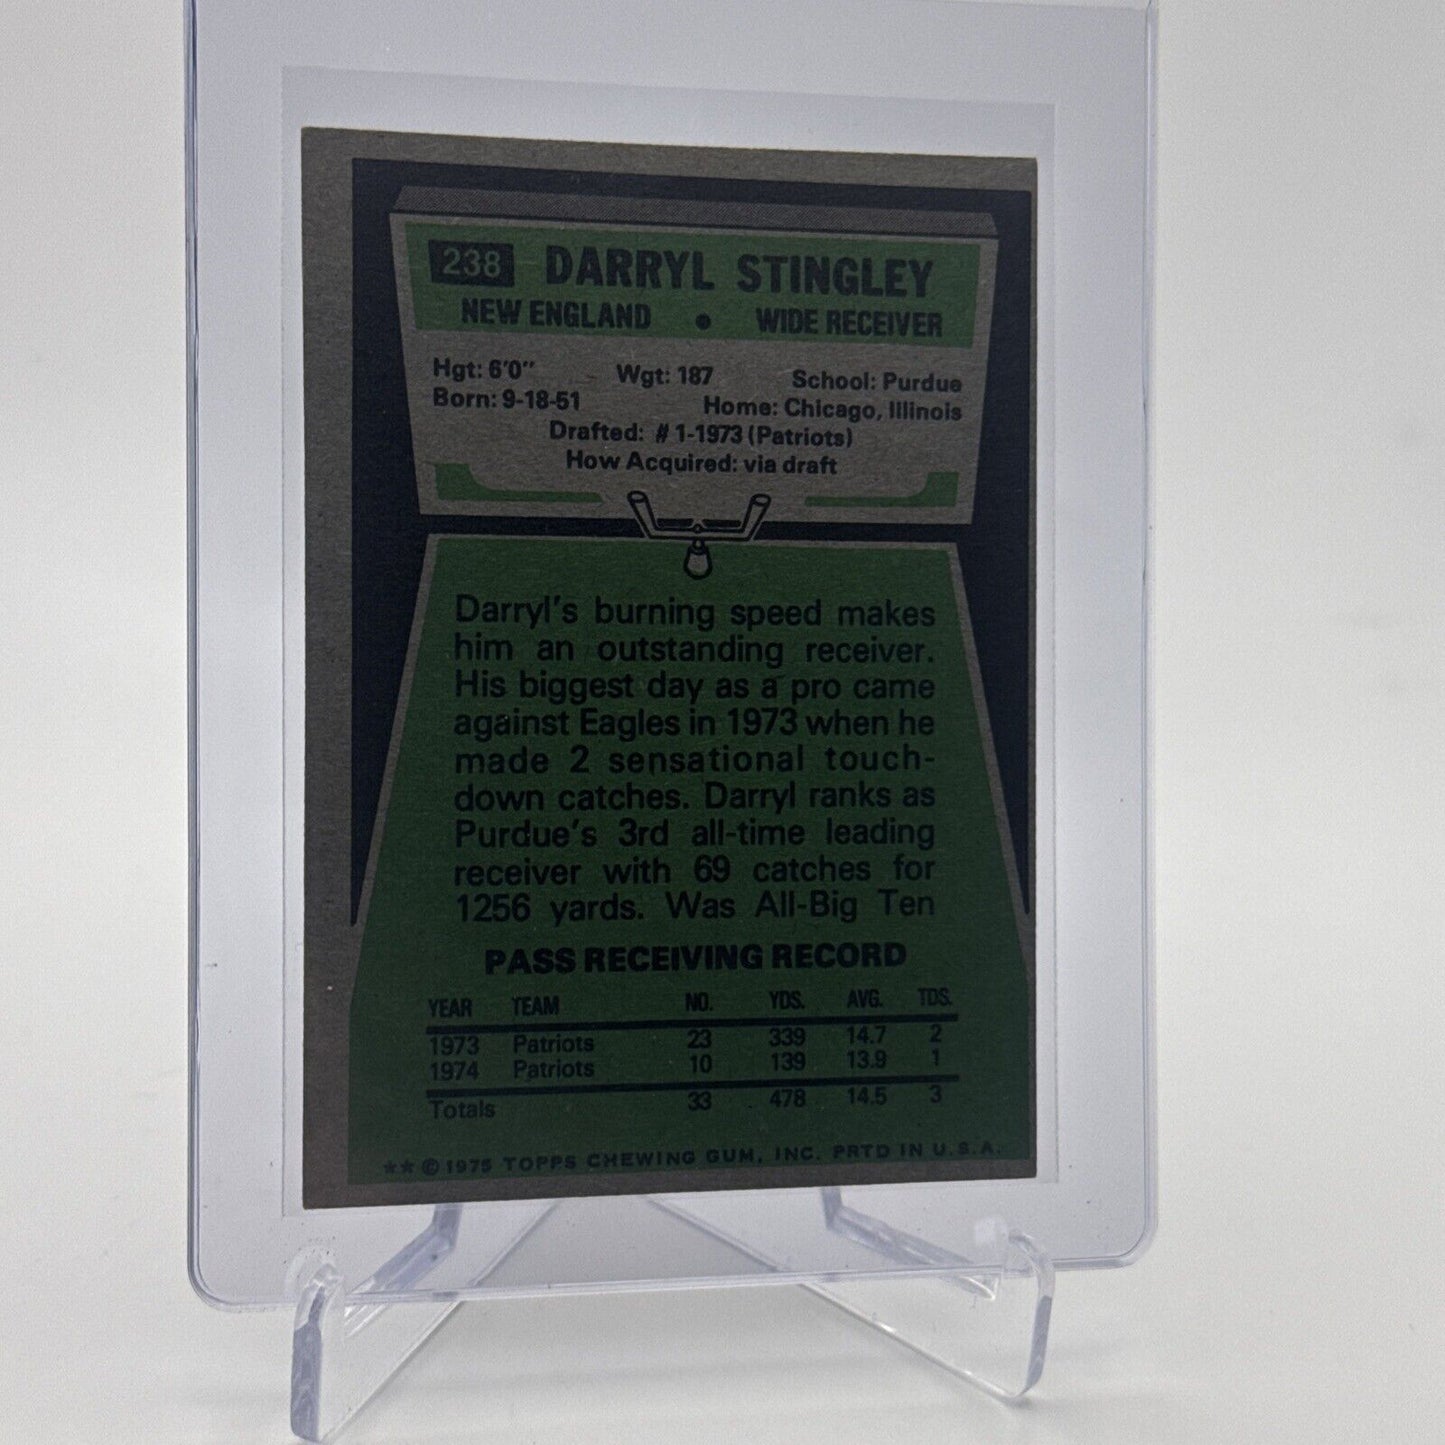 238 DARRYL STINGLEY
NEW ENGLAND • WIDE RECEIVER
Hgt: 6'0" Wgt: 187 School: Purdue
Born: 9-18-51 Home: Chicago, Illinois
Drafted: #1-1973 (Patriots)
How Acquired: via draft
Darryl's burning speed makes
him an outstanding receiver.
His biggest day as a pro came
against Eagles in 1973 when he
made 2 sensational touch-
down catches. Darryl ranks as
Purdue's 3rd all-time leading
receiver with 69 catches for
1256 yards. Was All-Big Ten
PASS RECEIVING RECORD
YEAR TEAM NO. YDS. AVG. TDS.
1973 Patriots 23 339 14.7 2
1974 Patriots 10 139 13.9 1
Totals 33 478 14.5 3
** © 1975 TOPPS CHEWING GUM, INC. PRTD IN U.S.A.